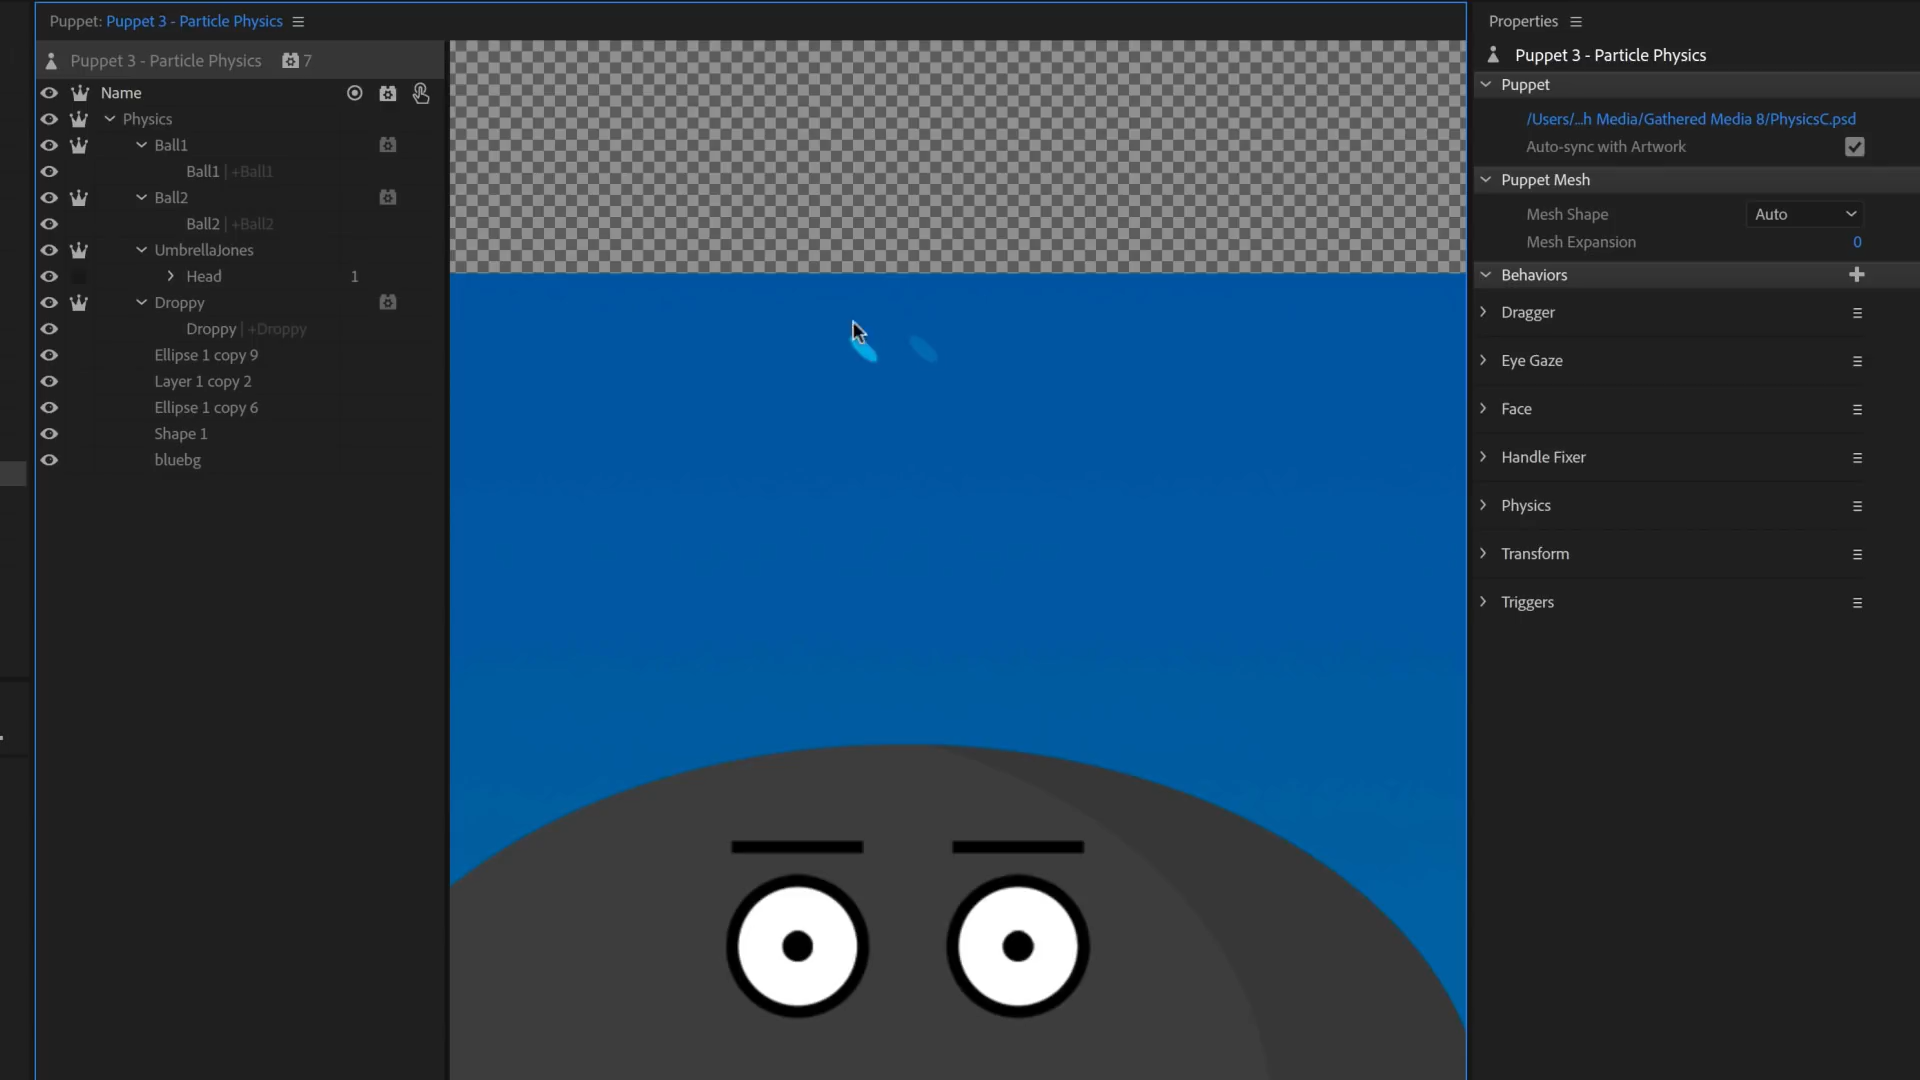 Puppet: Puppet 3 - Particle Physics
Puppet 3 - Particle Physics 7
Name
Physics
Ball1
Ball1 | +Ball1
Ball2
Ball2 | +Ball2
UmbrellaJones
Head 1
Droppy
Droppy | +Droppy
Ellipse 1 copy 9
Layer 1 copy 2
Ellipse 1 copy 6
Shape 1
bluebg
Properties
Puppet 3 - Particle Physics
Puppet
/Users/...h Media/Gathered Media 8/PhysicsC.psd
Auto-sync with Artwork
Puppet Mesh
Mesh Shape Auto
Mesh Expansion 0
Behaviors
Dragger
Eye Gaze
Face
Handle Fixer
Physics
Transform
Triggers